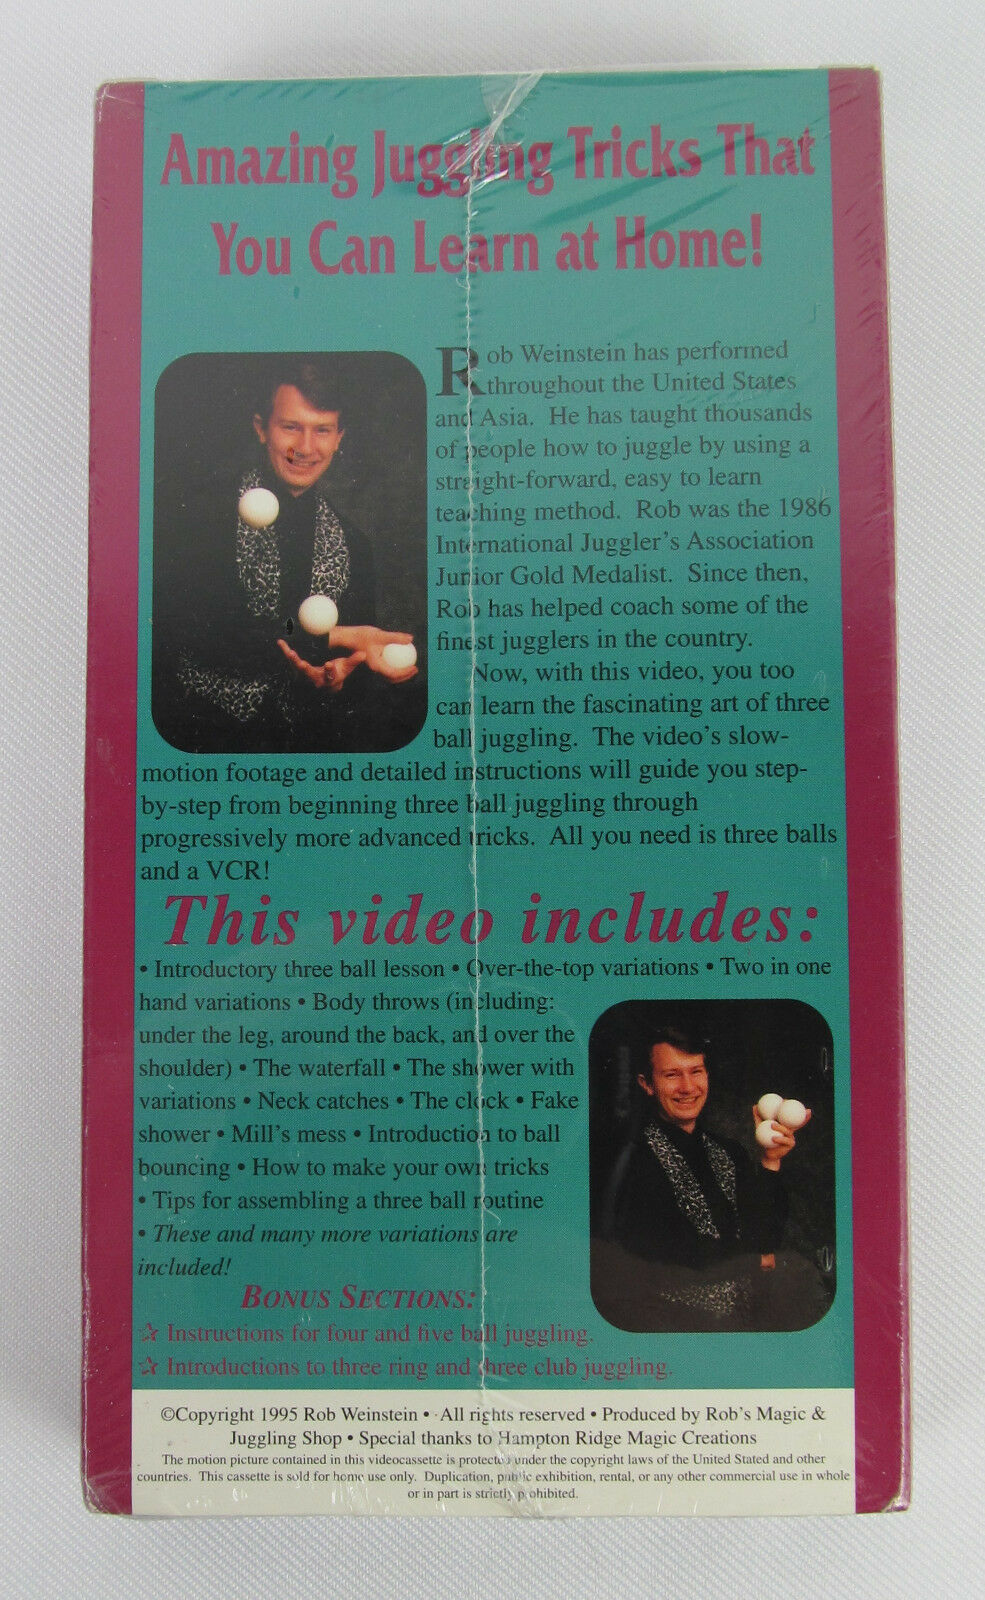 Amazing Juggling Tricks That
You Can Learn at Home!
Rob Weinstein has performed
throughout the United States
and Asia. He has taught thousands
of people how to juggle by using a
straight-forward, easy to learn
teaching method. Rob was the 1986
International Juggler's Association
Junior Gold Medalist. Since then,
Rob has helped coach some of the
finest jugglers in the country.
Now, with this video, you too
can learn the fascinating art of three
ball juggling. The video's slow-
motion footage and detailed instructions will guide you step-
by-step from beginning three ball juggling through
progressively more advanced tricks. All you need is three balls
and a VCR!
This video includes:
• Introductory three ball lesson • Over-the-top variations • Two in one
hand variations • Body throws (including:
under the leg, around the back, and over the
shoulder) • The waterfall • The shower with
variations • Neck catches • The clock • Fake
shower • Mill's mess • Introduction to ball
bouncing • How to make your own tricks
• Tips for assembling a three ball routine
• These and many more variations are
included!
BONUS SECTIONS:
☆ Instructions for four and five ball juggling.
☆ Introductions to three ring and three club juggling.
©Copyright 1995 Rob Weinstein • All rights reserved • Produced by Rob's Magic &
Juggling Shop • Special thanks to Hampton Ridge Magic Creations
The motion picture contained in this videocassette is protected under the copyright laws of the United Stated and other
countries. This cassette is sold for home use only. Duplication, public exhibition, rental, or any other commercial use in whole
or in part is strictly prohibited.